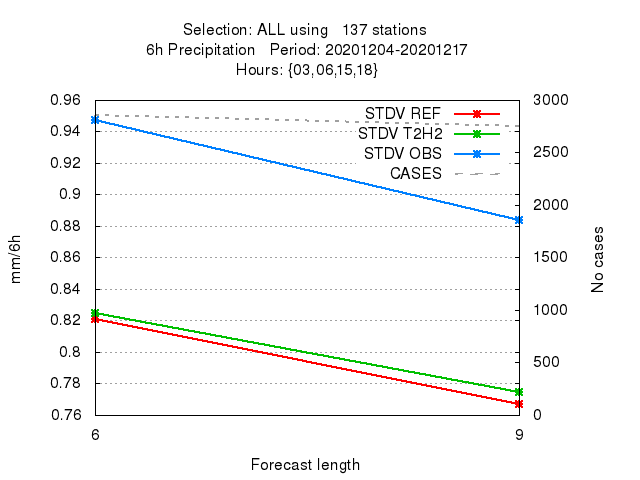 Selection: ALL using   137 stations
6h Precipitation   Period: 20201204-20201217
Hours: {03,06,15,18}
0.96
0.94
0.92
0.9
0.88
0.86
0.84
0.82
0.8
0.78
0.76
mm/6h
STDV REF
STDV T2H2
STDV OBS
CASES
3000
2500
2000
1500
1000
500
0
No cases
6
9
Forecast length